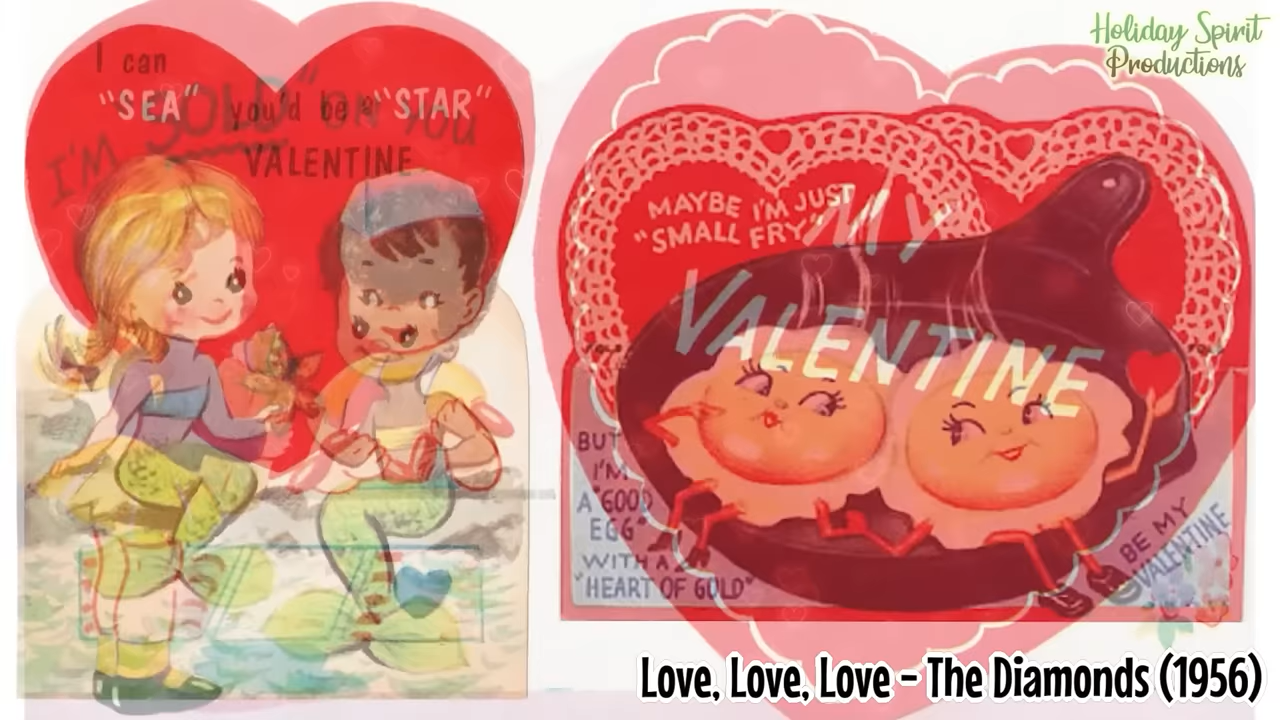 Holiday Spirit
Productions
I can
"SEA" you'd be a "STAR"
VALENTINE
I'M "SOLD" ON YOU
MAYBE I'M JUST
"SMALL FRY"
MY
VALENTINE
BUT
I'M
A "GOOD
EGG"
WITH A
"HEART OF GOLD"
BE MY
VALENTINE
Love, Love, Love – The Diamonds (1956)